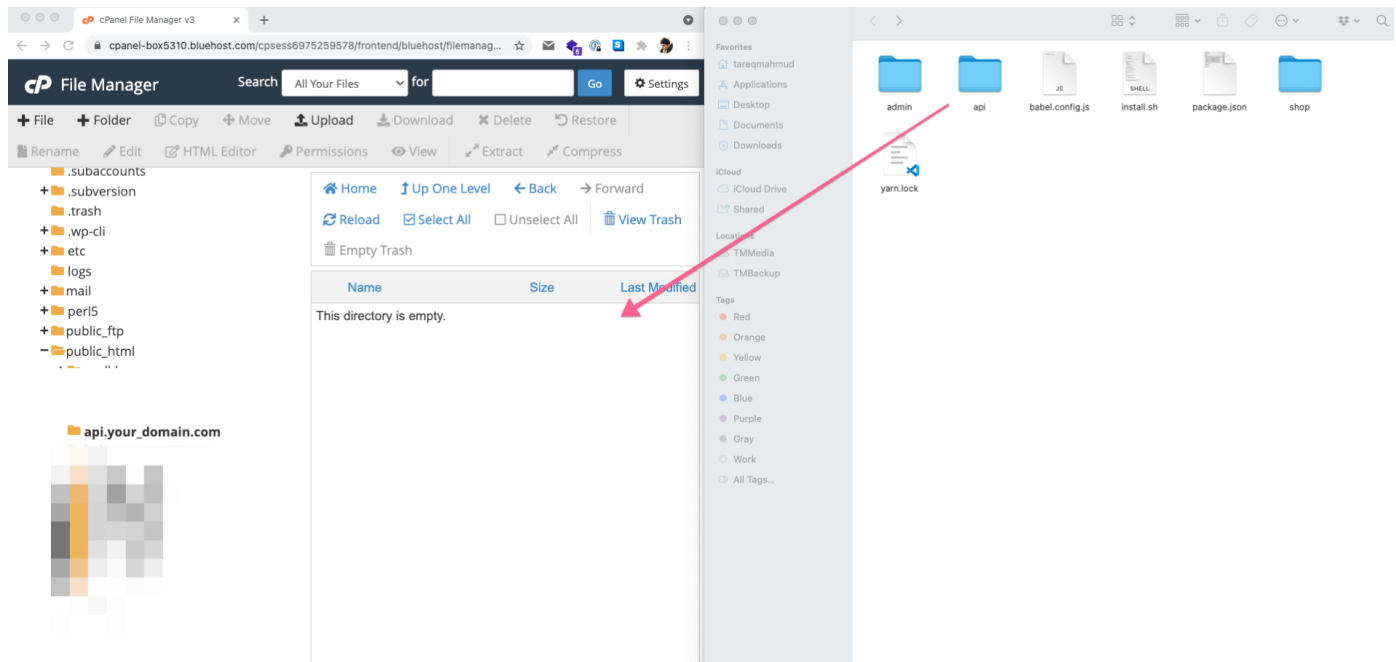 cPanel File Manager v3
cpanel-box5310.bluehost.com/cpsess6975259578/frontend/bluehost/filemanag...
5
S
cP File Manager
Search All Your Files for Go Settings
+ File + Folder Copy Move Upload Download Delete Restore
Rename Edit HTML Editor Permissions View Extract Compress
.subaccounts
.subversion
.trash
.wp-cli
etc
logs
mail
perl5
public_ftp
public_html
api.your_domain.com
Home Up One Level Back Forward
Reload Select All Unselect All View Trash
Empty Trash
Name Size Last Modified
This directory is empty.
Favorites
tareqmahmud
Applications
Desktop
Documents
Downloads
iCloud
iCloud Drive
Shared
Locations
TMMedia
TMBackup
Tags
Red
Orange
Yellow
Green
Blue
Purple
Gray
Work
All Tags...
JS
SHELL
admin api babel.config.js install.sh package.json shop
yarn.lock